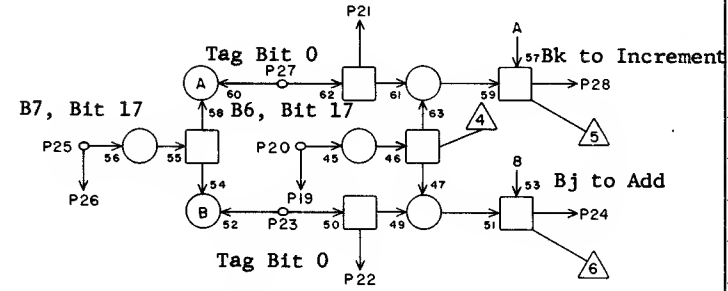 P21
A
Tag Bit 0
57 Bk to Increment
P27
A
60
62
61
59
P28
B7, Bit 17
58
B6, Bit 17
63
4
5
P25
56
55
P20
45
46
P26
54
P19
47
B
53
Bj to Add
B
52
P23
50
49
51
P24
Tag Bit 0
P22
6